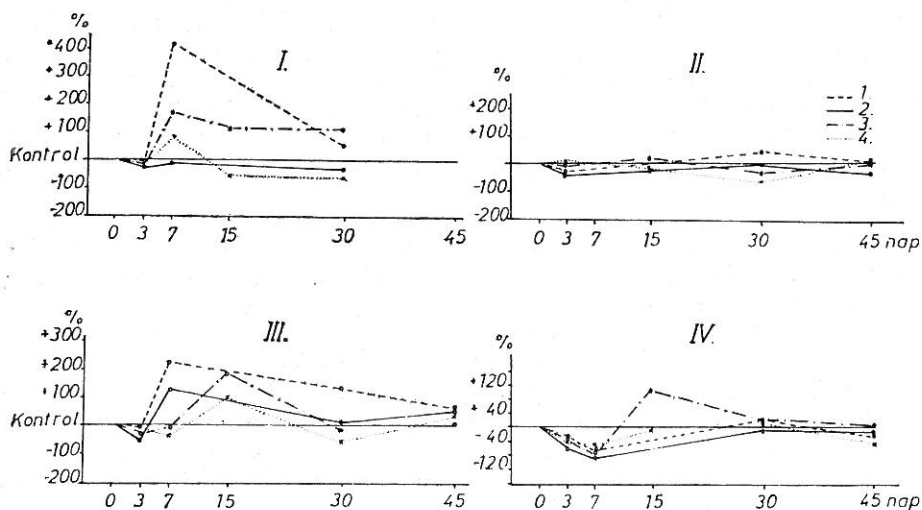 %
+400
+300
+200
+100
Kontrol
-100
-200
0 3 7 15 30 45
I.
%
+200
+100
0
-100
-200
0 3 7 15 30 45 nap
II.
1.
2.
3.
4.
%
+300
+200
+100
Kontrol
-100
-200
0 3 7 15 30 45
III.
%
+120
+40
-40
-120
0 3 7 15 30 45 nap
IV.